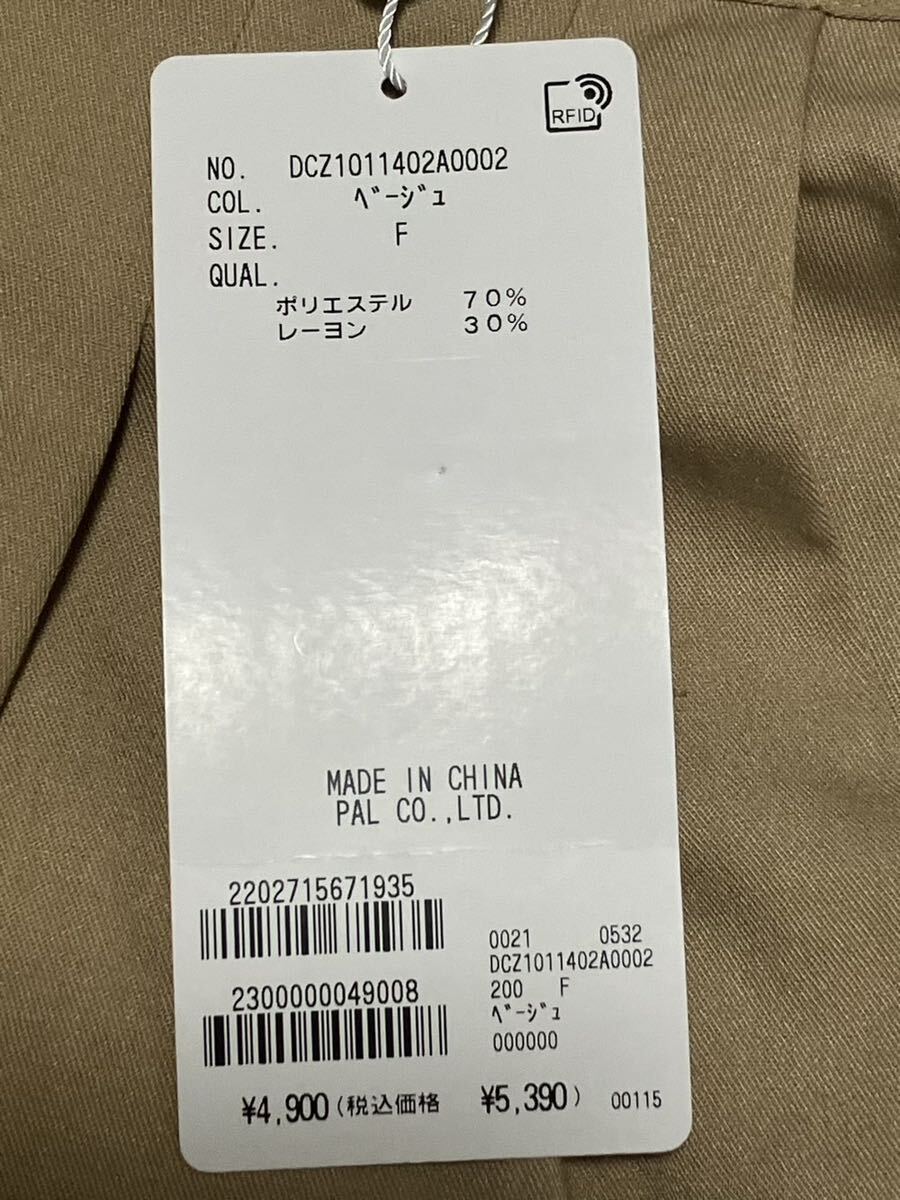 RFID
NO. DCZ1011402A0002
COL. ﾍﾞｰｼﾞｭ
SIZE. F
QUAL.
ポリエステル 70%
レーヨン 30%
MADE IN CHINA
PAL CO.,LTD.
2202715671935
0021 0532
DCZ1011402A0002
2300000049008
200 F
ﾍﾞｰｼﾞｭ
000000
¥4,900(税込価格 ¥5,390) 00115